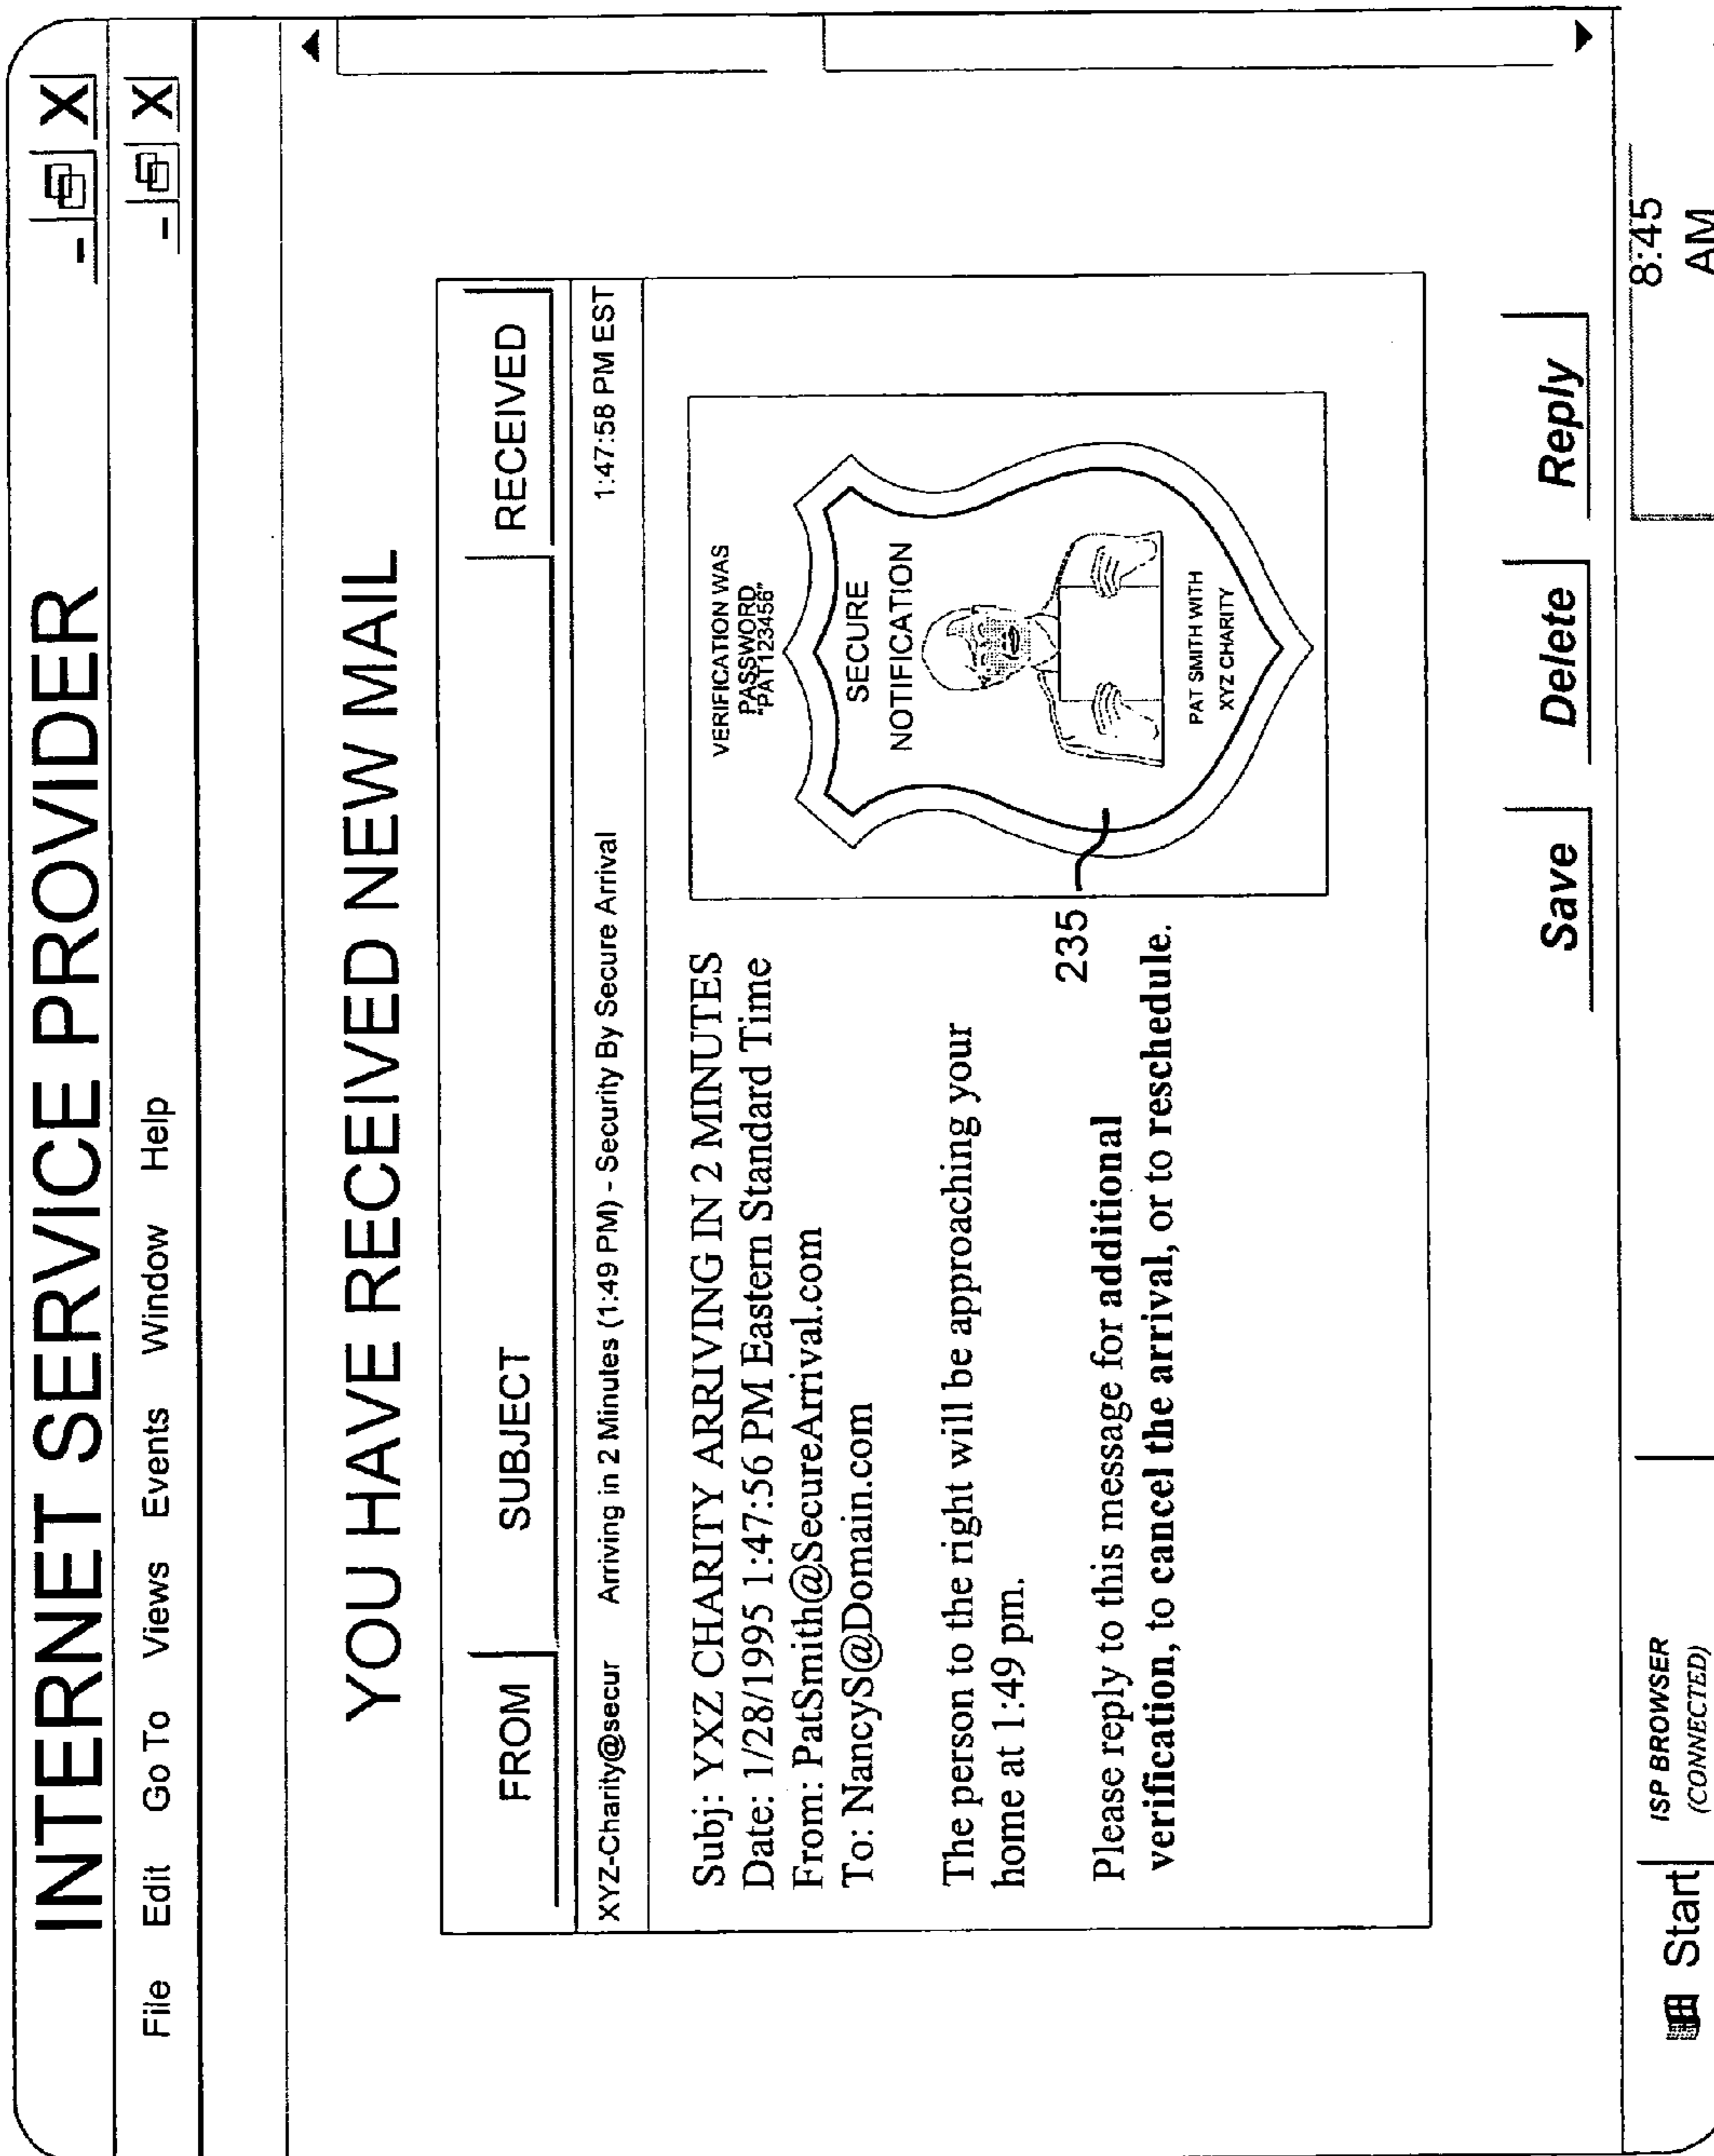 INTERNET SERVICE PROVIDER
_ X
File Edit Go To Views Events Window Help
_ X
YOU HAVE RECEIVED NEW MAIL
FROM SUBJECT RECEIVED
XYZ-Charity@secur Arriving in 2 Minutes (1:49 PM) - Security By Secure Arrival 1:47:58 PM EST
Subj: YXZ CHARITY ARRIVING IN 2 MINUTES
Date: 1/28/1995 1:47:56 PM Eastern Standard Time
From: PatSmith@SecureArrival.com
To: NancyS@Domain.com
The person to the right will be approaching your
home at 1:49 pm.
Please reply to this message for additional
verification, to cancel the arrival, or to reschedule.
VERIFICATION WAS
PASSWORD
"PAT123456"
SECURE
NOTIFICATION
PAT SMITH WITH
XYZ CHARITY
235
Save Delete Reply
Start
ISP BROWSER
(CONNECTED)
8:45
AM